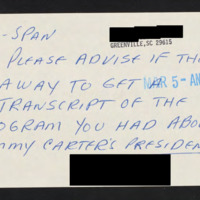 -SPAN
GREENVILLE, SC 29615
PLEASE ADVISE IF TH
A WAY TO GET A
MAR 5- AN
TRANSCRIPT OF THE
OGRAM YOU HAD ABO
MMY CARTER'S PRESIDEN